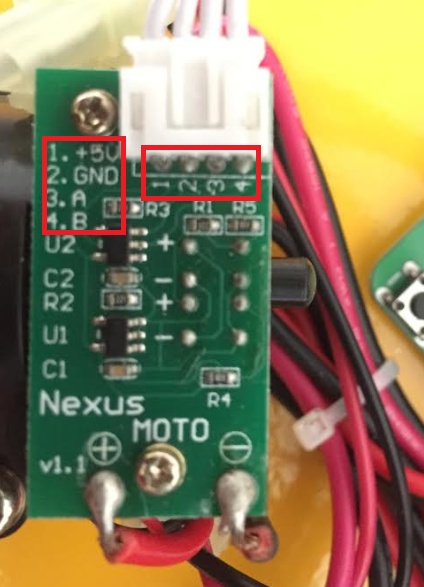 1.+5V
2.GND
3.A
4.B
1 2 3 4
R3 R1 R5
U2 +
C2 -
R2 +
U1 -
C1
R4
Nexus
MOTO
+ -
v1.1